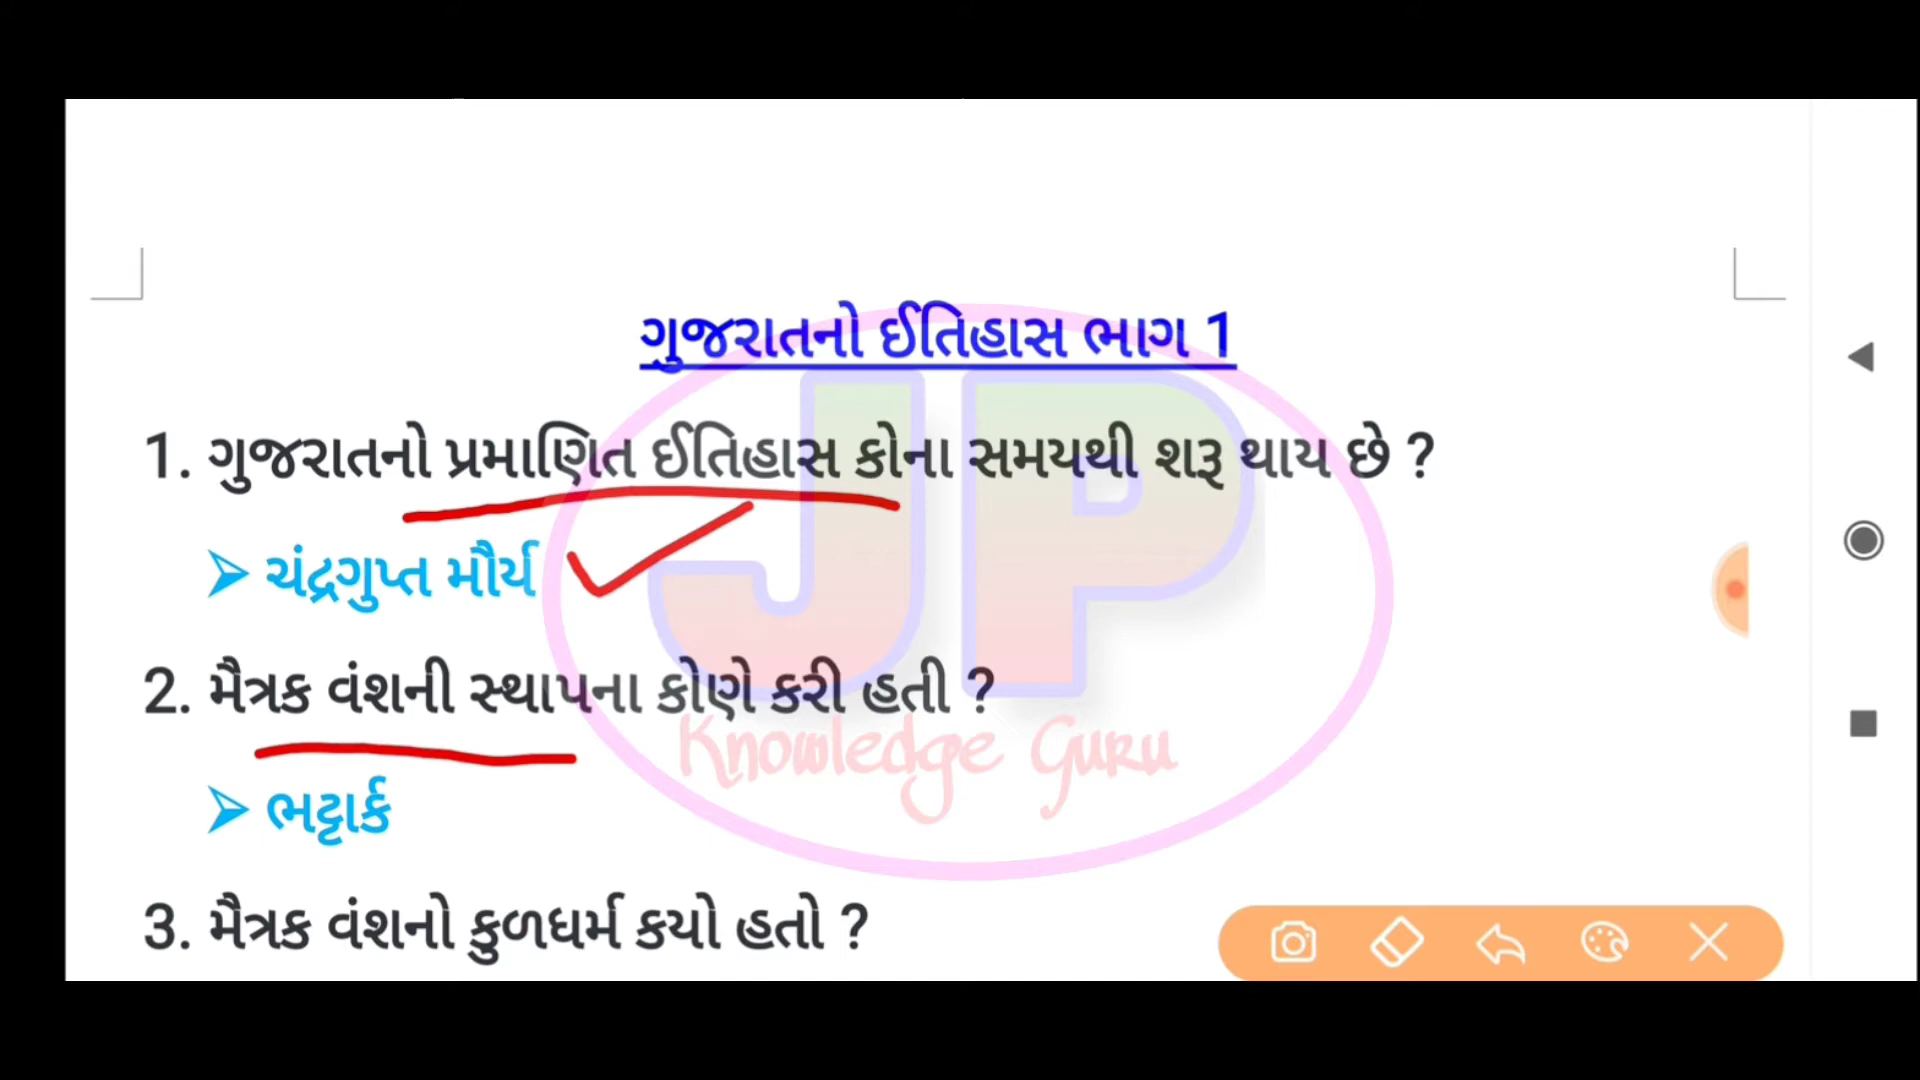 ગુજરાતનો ઈતિહાસ ભાગ 1
1. ગુજરાતનો પ્રમાણિત ઈતિહાસ કોના સમયથી શરૂ થાય છે ?
➢ ચંદ્રગુપ્ત મૌર્ય
2. મૈત્રક વંશની સ્થાપના કોણે કરી હતી ?
➢ ભટ્ટાર્ક
3. મૈત્રક વંશનો કુળધર્મ કયો હતો ?
JP
Knowledge Guru